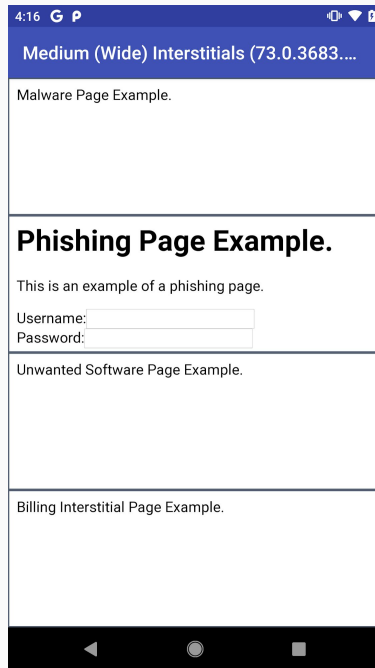 4:16 G P
Medium (Wide) Interstitials (73.0.3683....
Malware Page Example.
Phishing Page Example.
This is an example of a phishing page.
Username:
Password:
Unwanted Software Page Example.
Billing Interstitial Page Example.